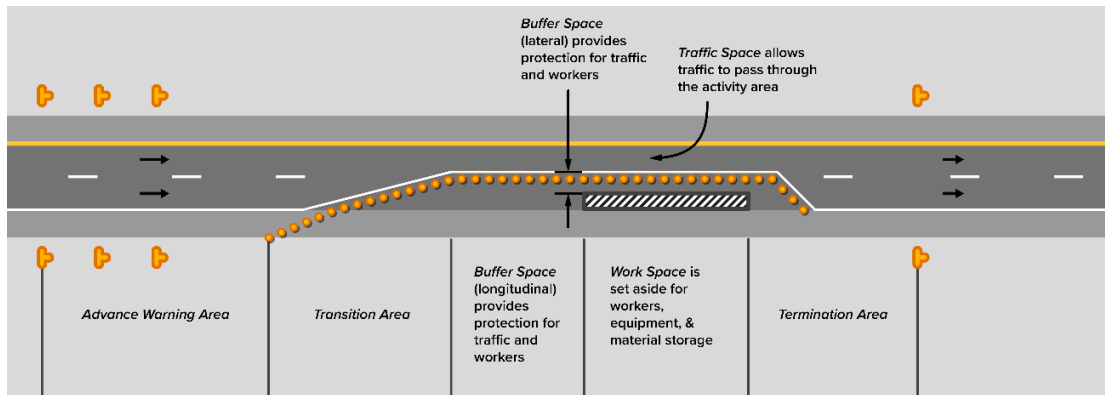 Buffer Space
(lateral) provides
protection for traffic
and workers
Traffic Space allows
traffic to pass through
the activity area
Advance Warning Area
Transition Area
Buffer Space
(longitudinal)
provides
protection for
traffic and
workers
Work Space is
set aside for
workers,
equipment, &
material storage
Termination Area